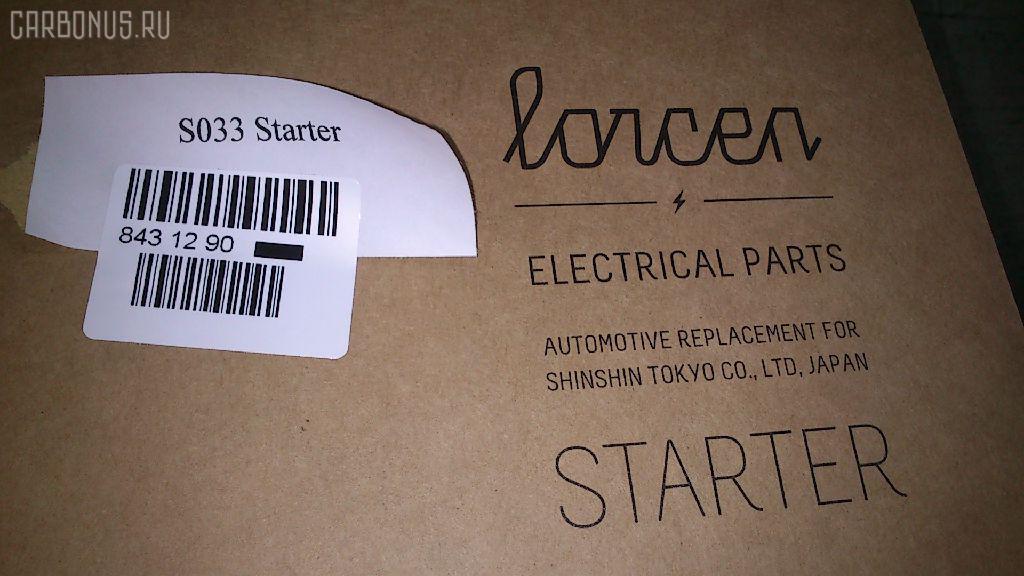 CARBONUS.RU
S033 Starter
843 12 90
lorcen
ELECTRICAL PARTS
AUTOMOTIVE REPLACEMENT FOR
SHINSHIN TOKYO CO., LTD, JAPAN
STARTER